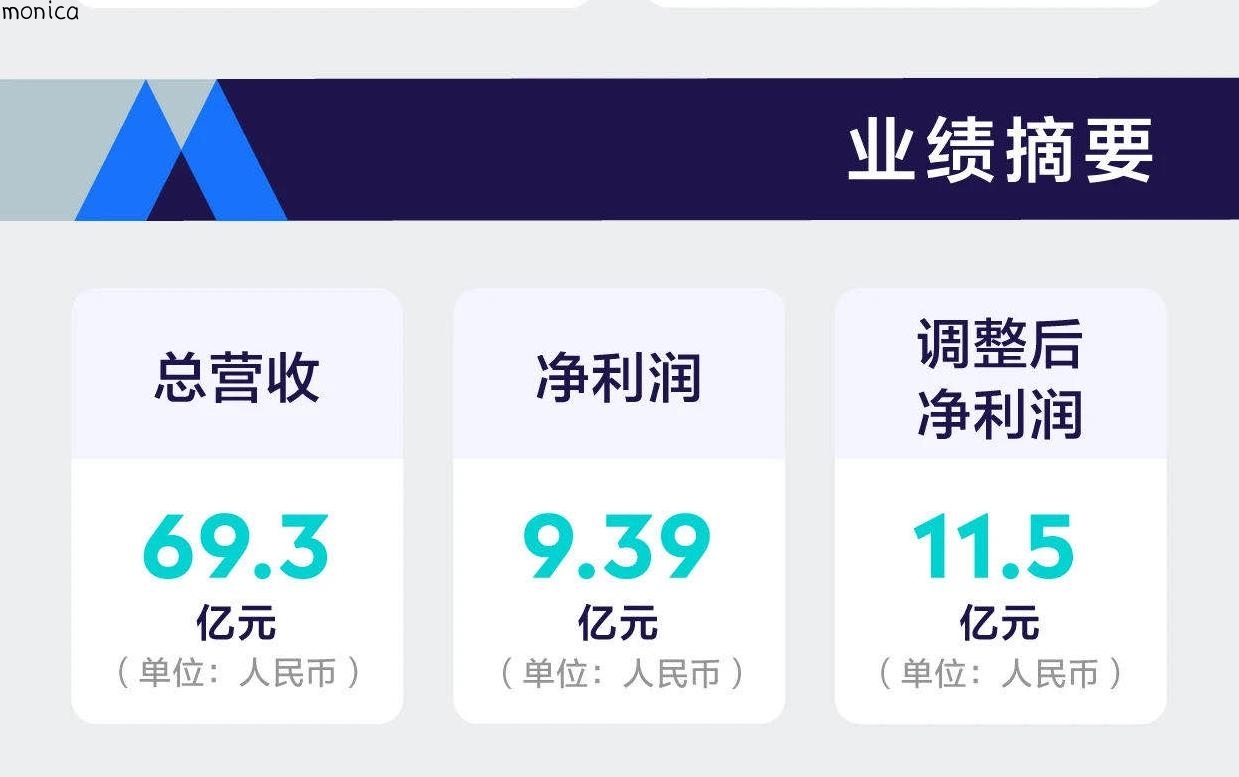 monica
业绩摘要
总营收
69.3
亿元
（单位：人民币）
净利润
9.39
亿元
（单位：人民币）
调整后
净利润
11.5
亿元
（单位：人民币）